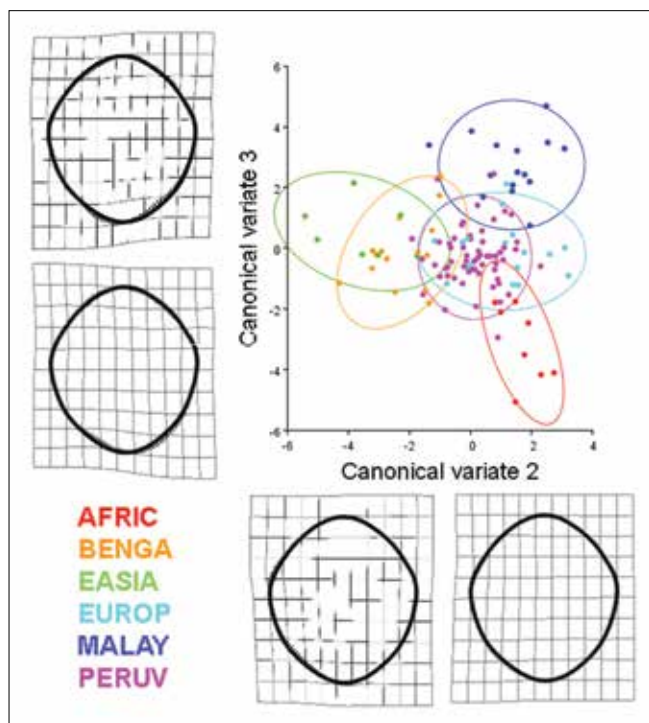 6
4
2
0
-2
-4
-6
Canonical variate 3
-6
-4
-2
0
2
4
Canonical variate 2
AFRIC
BENGA
EASIA
EUROP
MALAY
PERUV